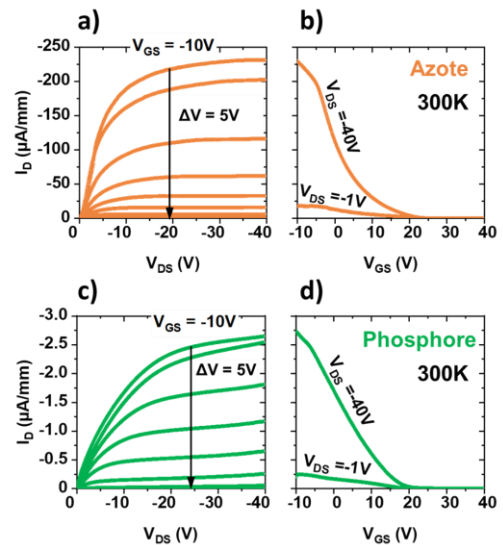 a)
V_GS = -10V
ΔV = 5V
-250
-200
-150
-100
-50
0
I_D (µA/mm)
0 -10 -20 -30 -40
V_DS (V)
b)
Azote
300K
V_DS =-40V
V_DS =-1V
-10 0 10 20 30 40
V_GS (V)
c)
V_GS = -10V
ΔV = 5V
-3.0
-2.5
-2.0
-1.5
-1.0
-0.5
0
I_D (µA/mm)
0 -10 -20 -30 -40
V_DS (V)
d)
Phosphore
300K
V_DS =-40V
V_DS =-1V
-10 0 10 20 30 40
V_GS (V)